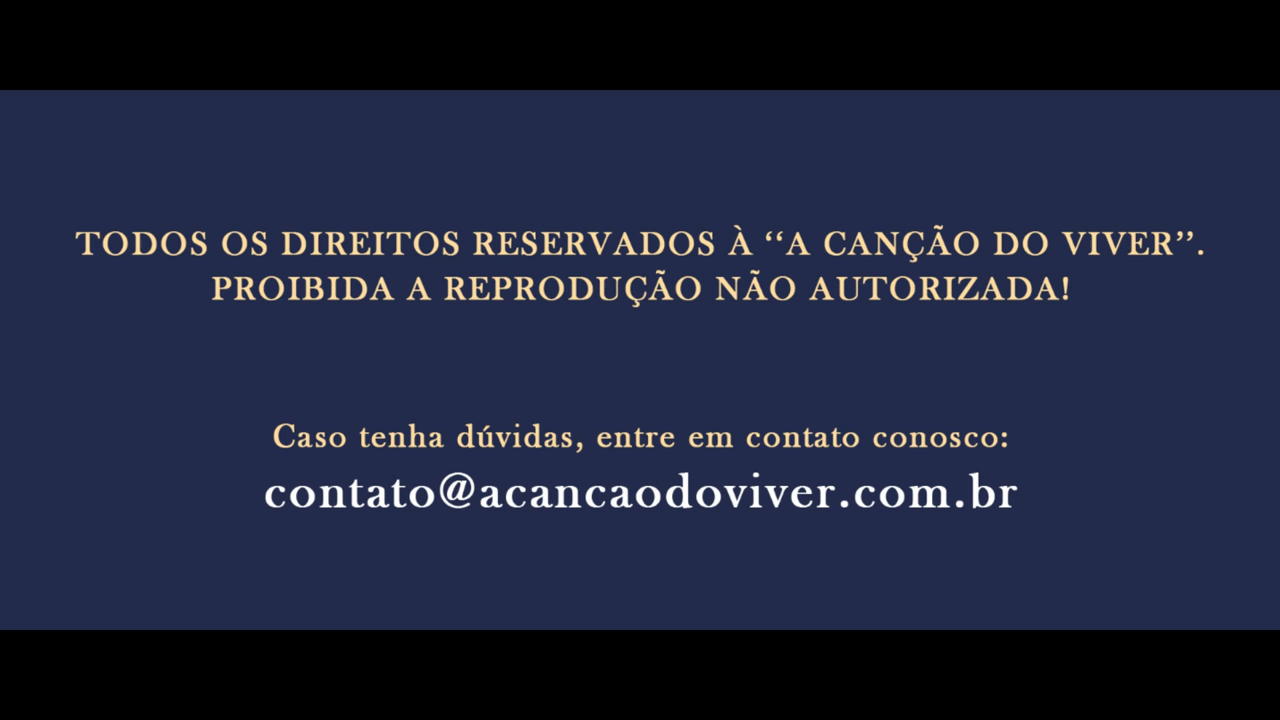 TODOS OS DIREITOS RESERVADOS À ‘‘A CANÇÃO DO VIVER’’.
PROIBIDA A REPRODUÇÃO NÃO AUTORIZADA!
Caso tenha dúvidas, entre em contato conosco:
contato@acancaodoviver.com.br